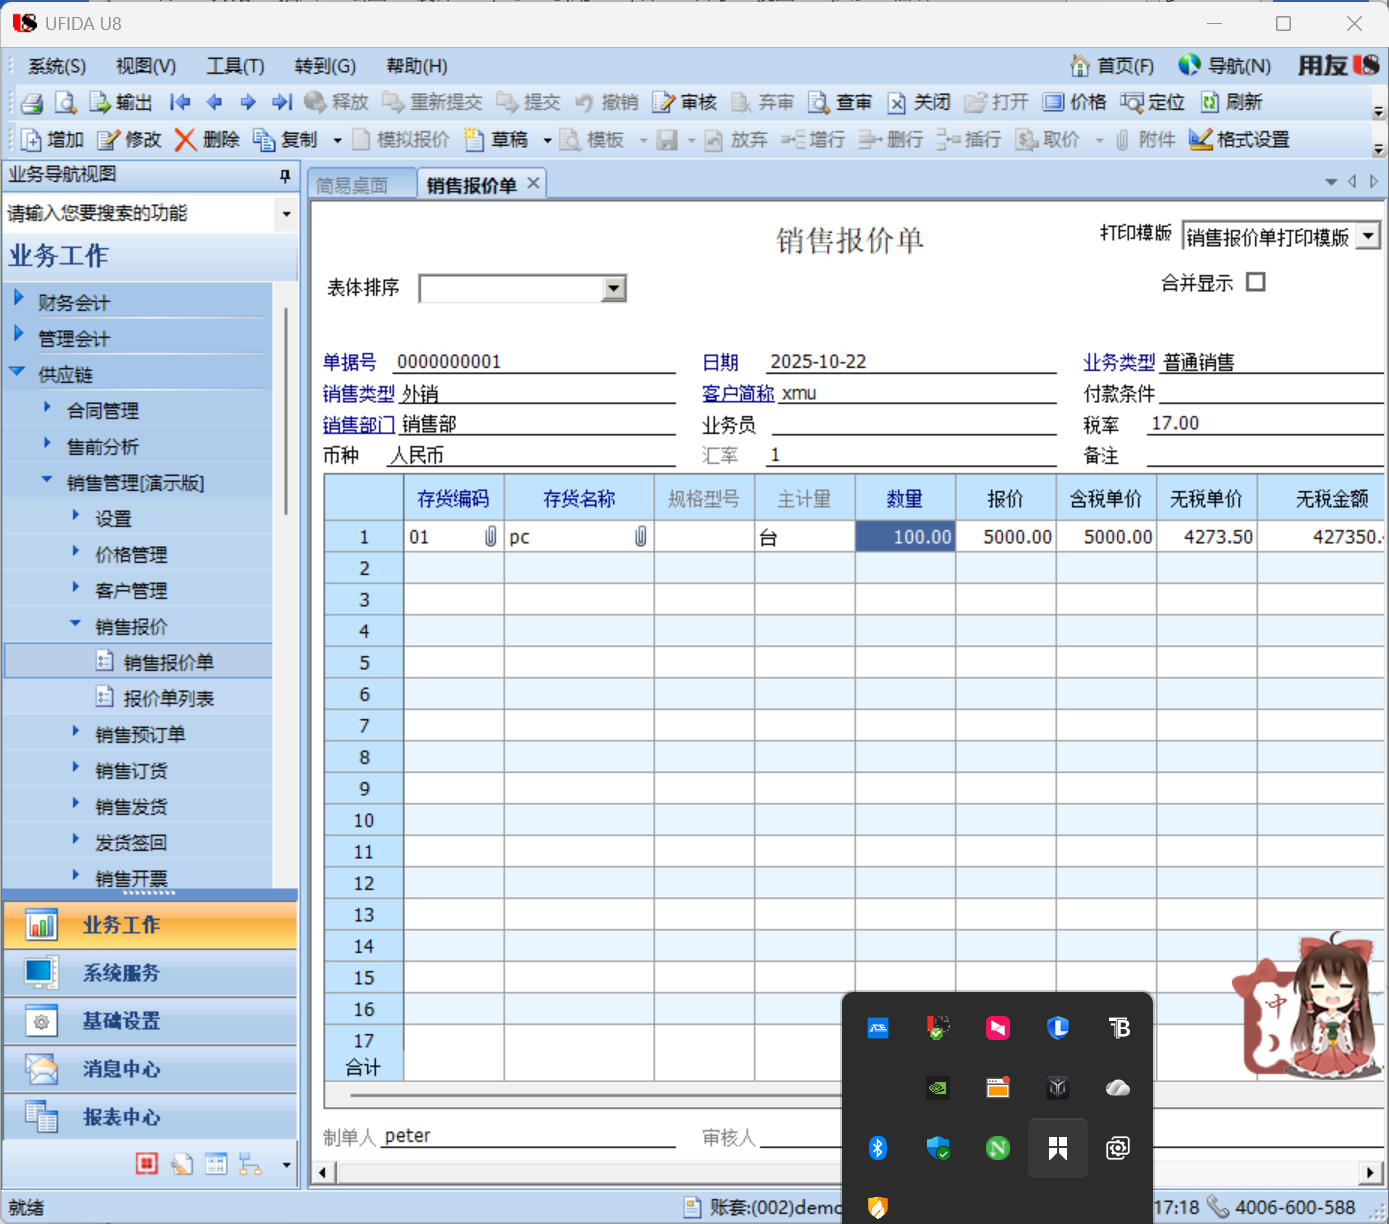 UFIDA U8
系统(S) 视图(V) 工具(T) 转到(G) 帮助(H) 首页(F) 导航(N) 用友U8
输出 释放 重新提交 提交 撤销 审核 弃审 查审 关闭 打开 价格 定位 刷新
增加 修改 删除 复制 模拟报价 草稿 模板 放弃 增行 删行 插行 取价 附件 格式设置
业务导航视图
请输入您要搜索的功能
业务工作
财务会计
管理会计
供应链
合同管理
售前分析
销售管理[演示版]
设置
价格管理
客户管理
销售报价
销售报价单
报价单列表
销售预订单
销售订货
销售发货
发货签回
销售开票
业务工作
系统服务
基础设置
消息中心
报表中心
简易桌面 销售报价单
销售报价单
打印模版 销售报价单打印模版
表体排序
合并显示
单据号 0000000001 日期 2025-10-22 业务类型 普通销售
销售类型 外销 客户简称 xmu 付款条件
销售部门 销售部 业务员 税率 17.00
币种 人民币 汇率 1 备注
存货编码 存货名称 规格型号 主计量 数量 报价 含税单价 无税单价 无税金额
1 01 pc 台 100.00 5000.00 5000.00 4273.50 427350.
2
3
4
5
6
7
8
9
10
11
12
13
14
15
16
17
合计
中
制单人 peter 审核人
就绪 账套:(002)demo 17:18 4006-600-588